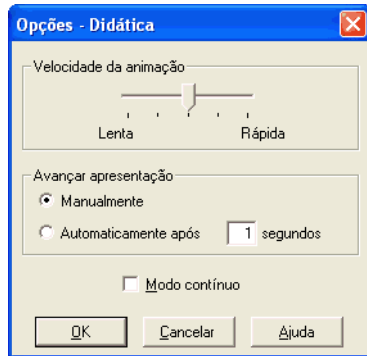 Opções - Didática
Velocidade da animação
Lenta Rápida
Avançar apresentação
Manualmente
Automaticamente após 1 segundos
Modo contínuo
OK Cancelar Ajuda